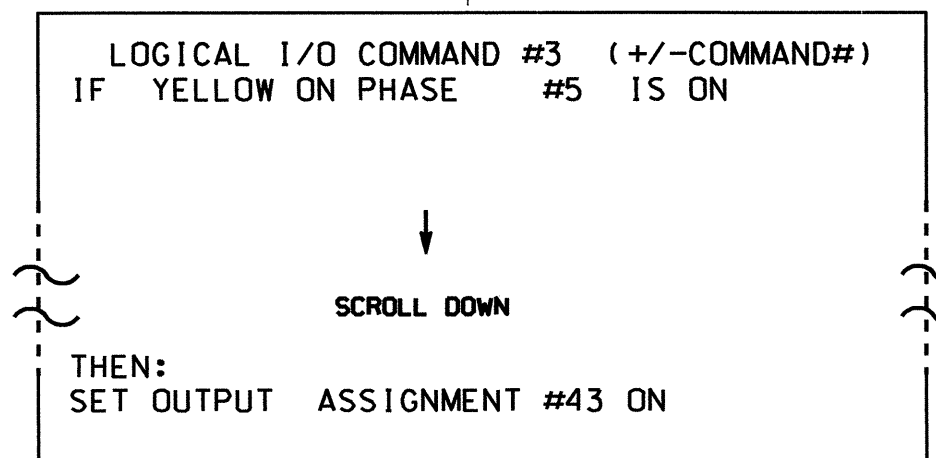 LOGICAL I/O COMMAND #3 (+/-COMMAND#)
IF YELLOW ON PHASE #5 IS ON
SCROLL DOWN
THEN:
SET OUTPUT ASSIGNMENT #43 ON